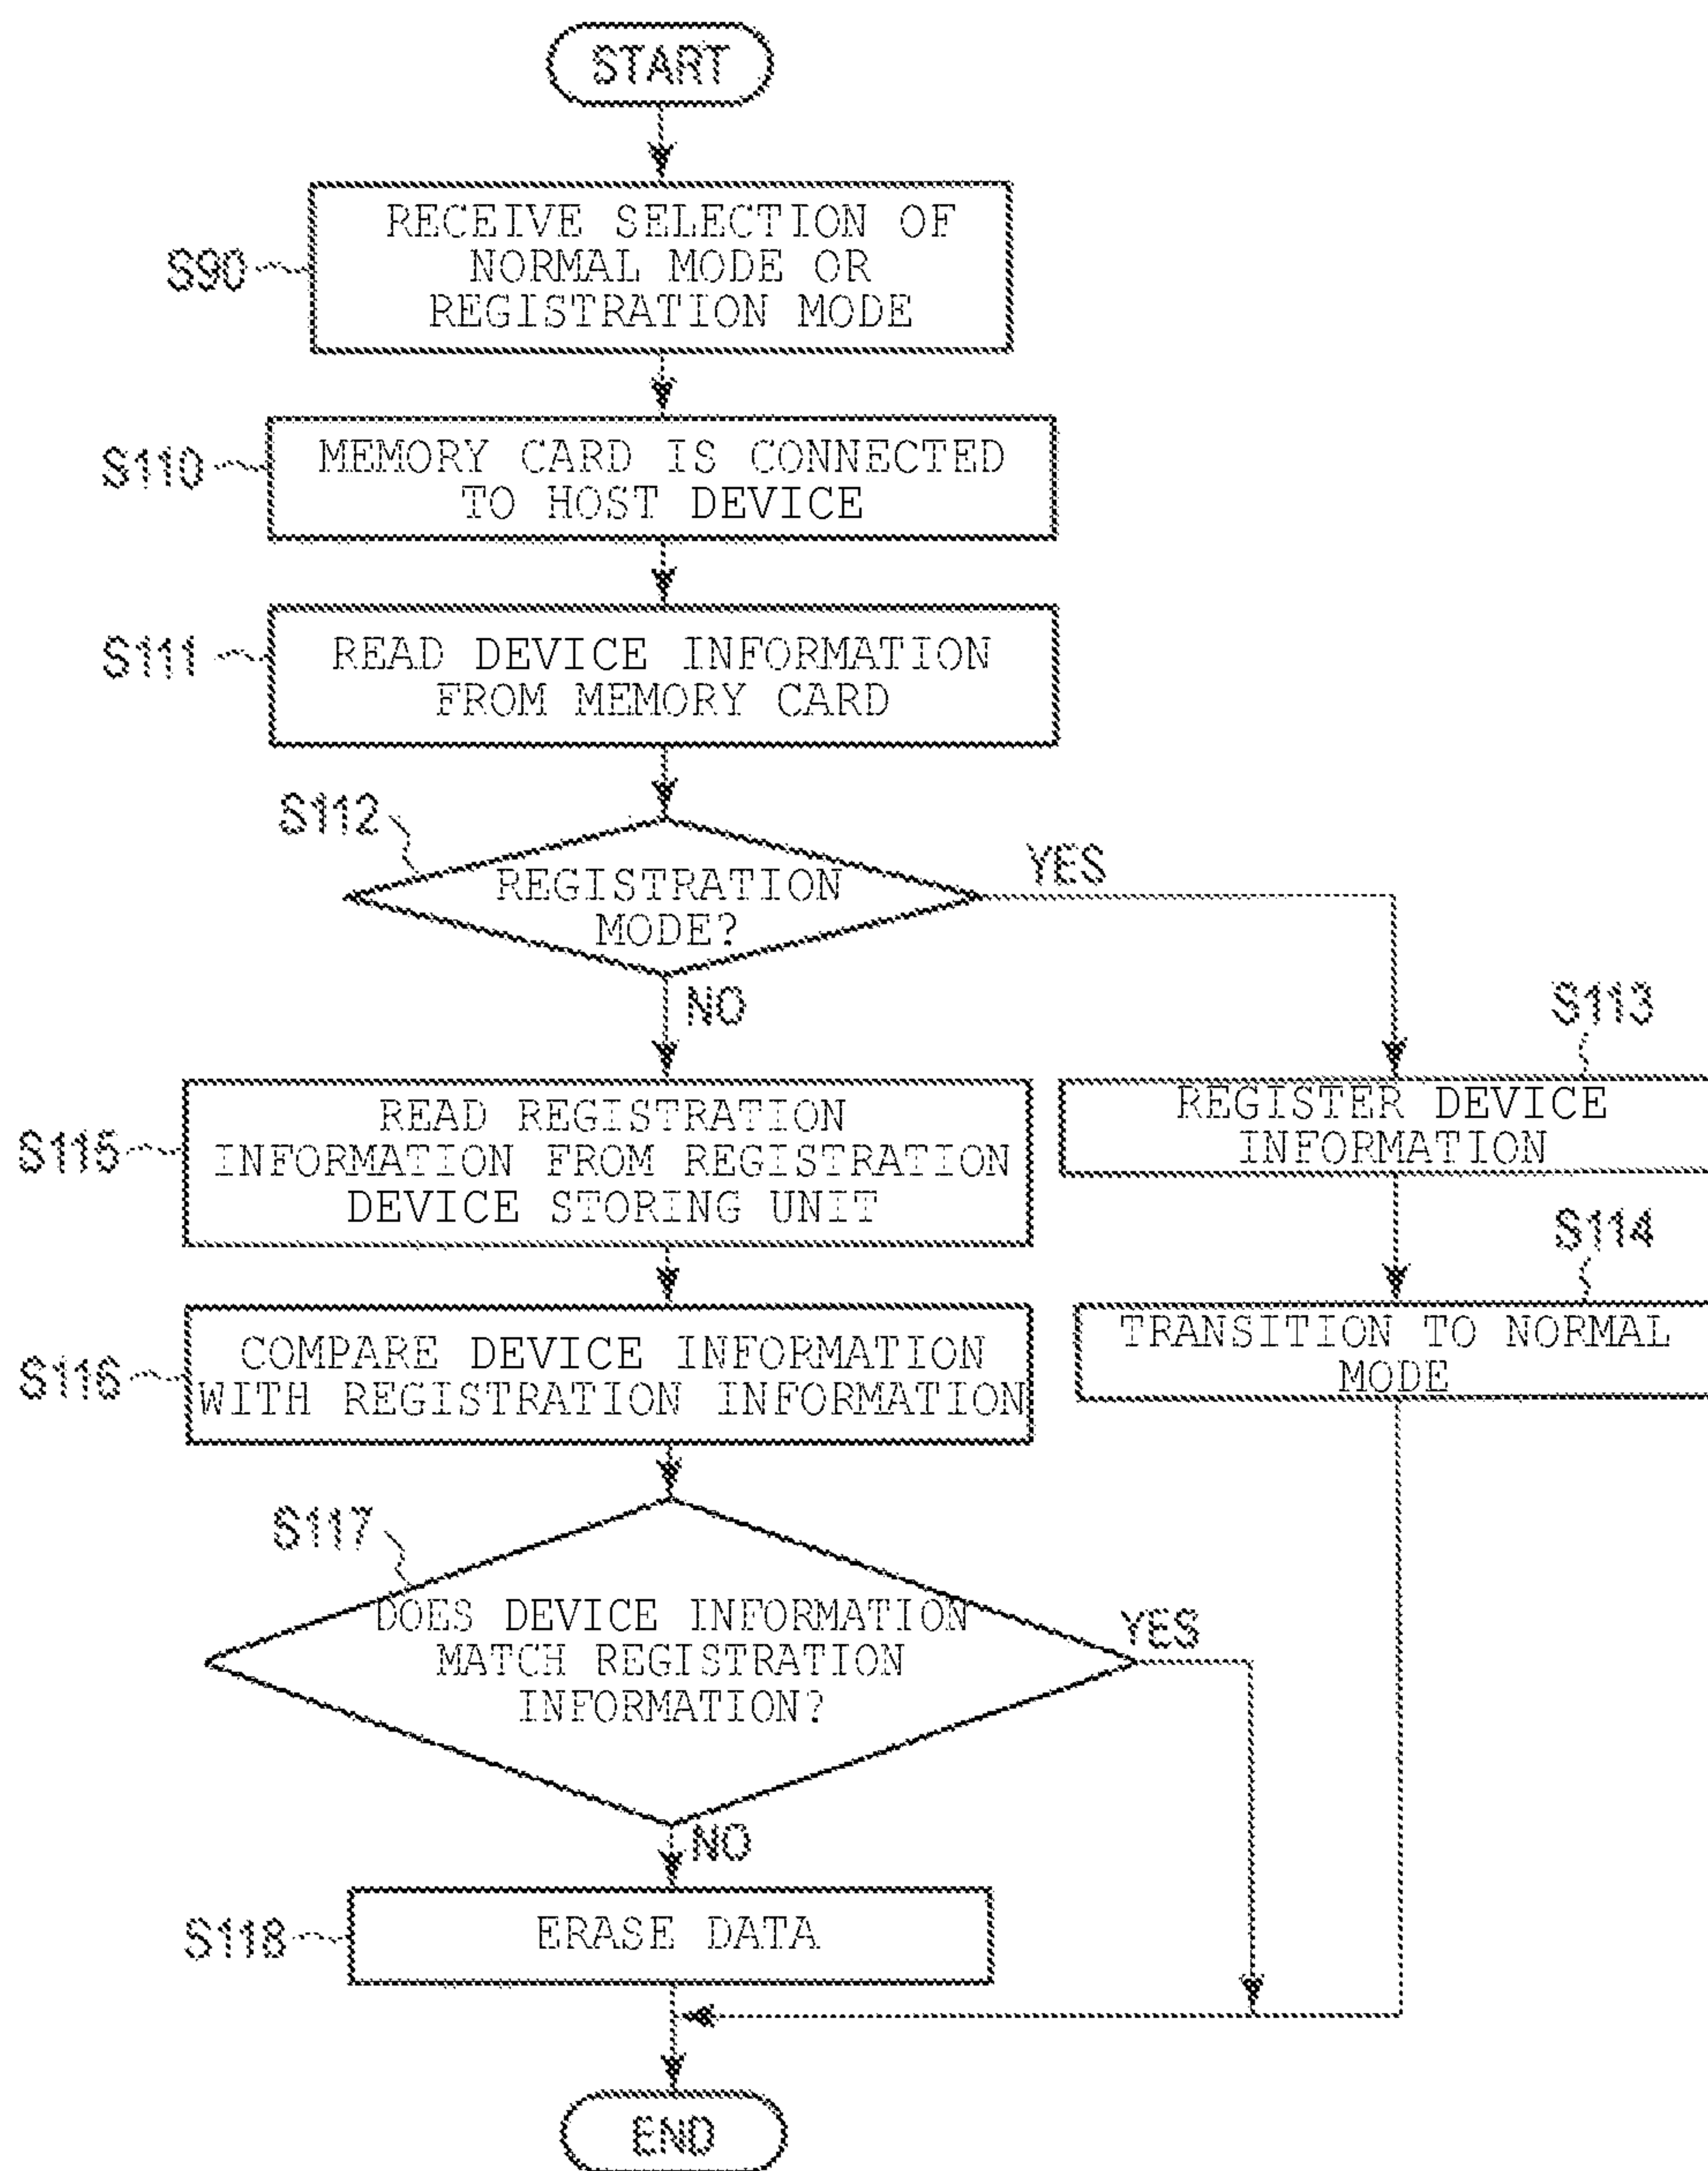 START
S90
RECEIVE SELECTION OF
NORMAL MODE OR
REGISTRATION MODE
S110
MEMORY CARD IS CONNECTED
TO HOST DEVICE
S111
READ DEVICE INFORMATION
FROM MEMORY CARD
S112
REGISTRATION
MODE?
YES
NO
S113
REGISTER DEVICE
INFORMATION
S114
TRANSITION TO NORMAL
MODE
S115
READ REGISTRATION
INFORMATION FROM REGISTRATION
DEVICE STORING UNIT
S116
COMPARE DEVICE INFORMATION
WITH REGISTRATION INFORMATION
S117
DOES DEVICE INFORMATION
MATCH REGISTRATION
INFORMATION?
YES
NO
S118
ERASE DATA
END